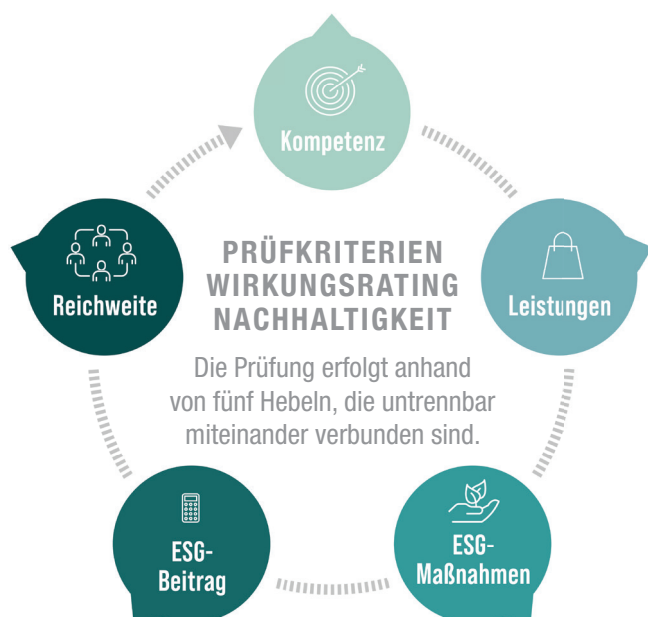 Kompetenz
Leistungen
ESG-
Maßnahmen
ESG-
Beitrag
Reichweite
PRÜFKRITERIEN
WIRKUNGSRATING
NACHHALTIGKEIT
Die Prüfung erfolgt anhand
von fünf Hebeln, die untrennbar
miteinander verbunden sind.